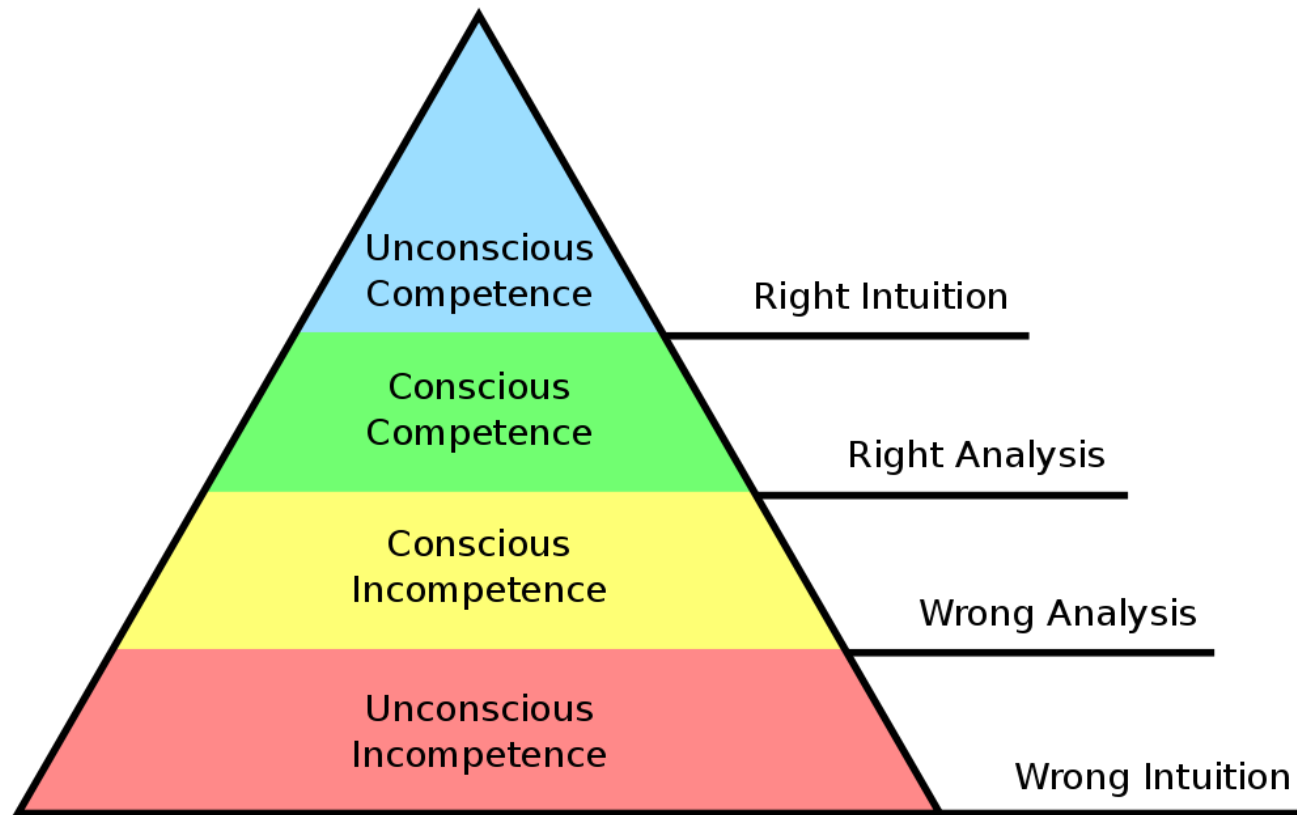 Unconscious
Competence
Right Intuition
Conscious
Competence
Right Analysis
Conscious
Incompetence
Wrong Analysis
Unconscious
Incompetence
Wrong Intuition